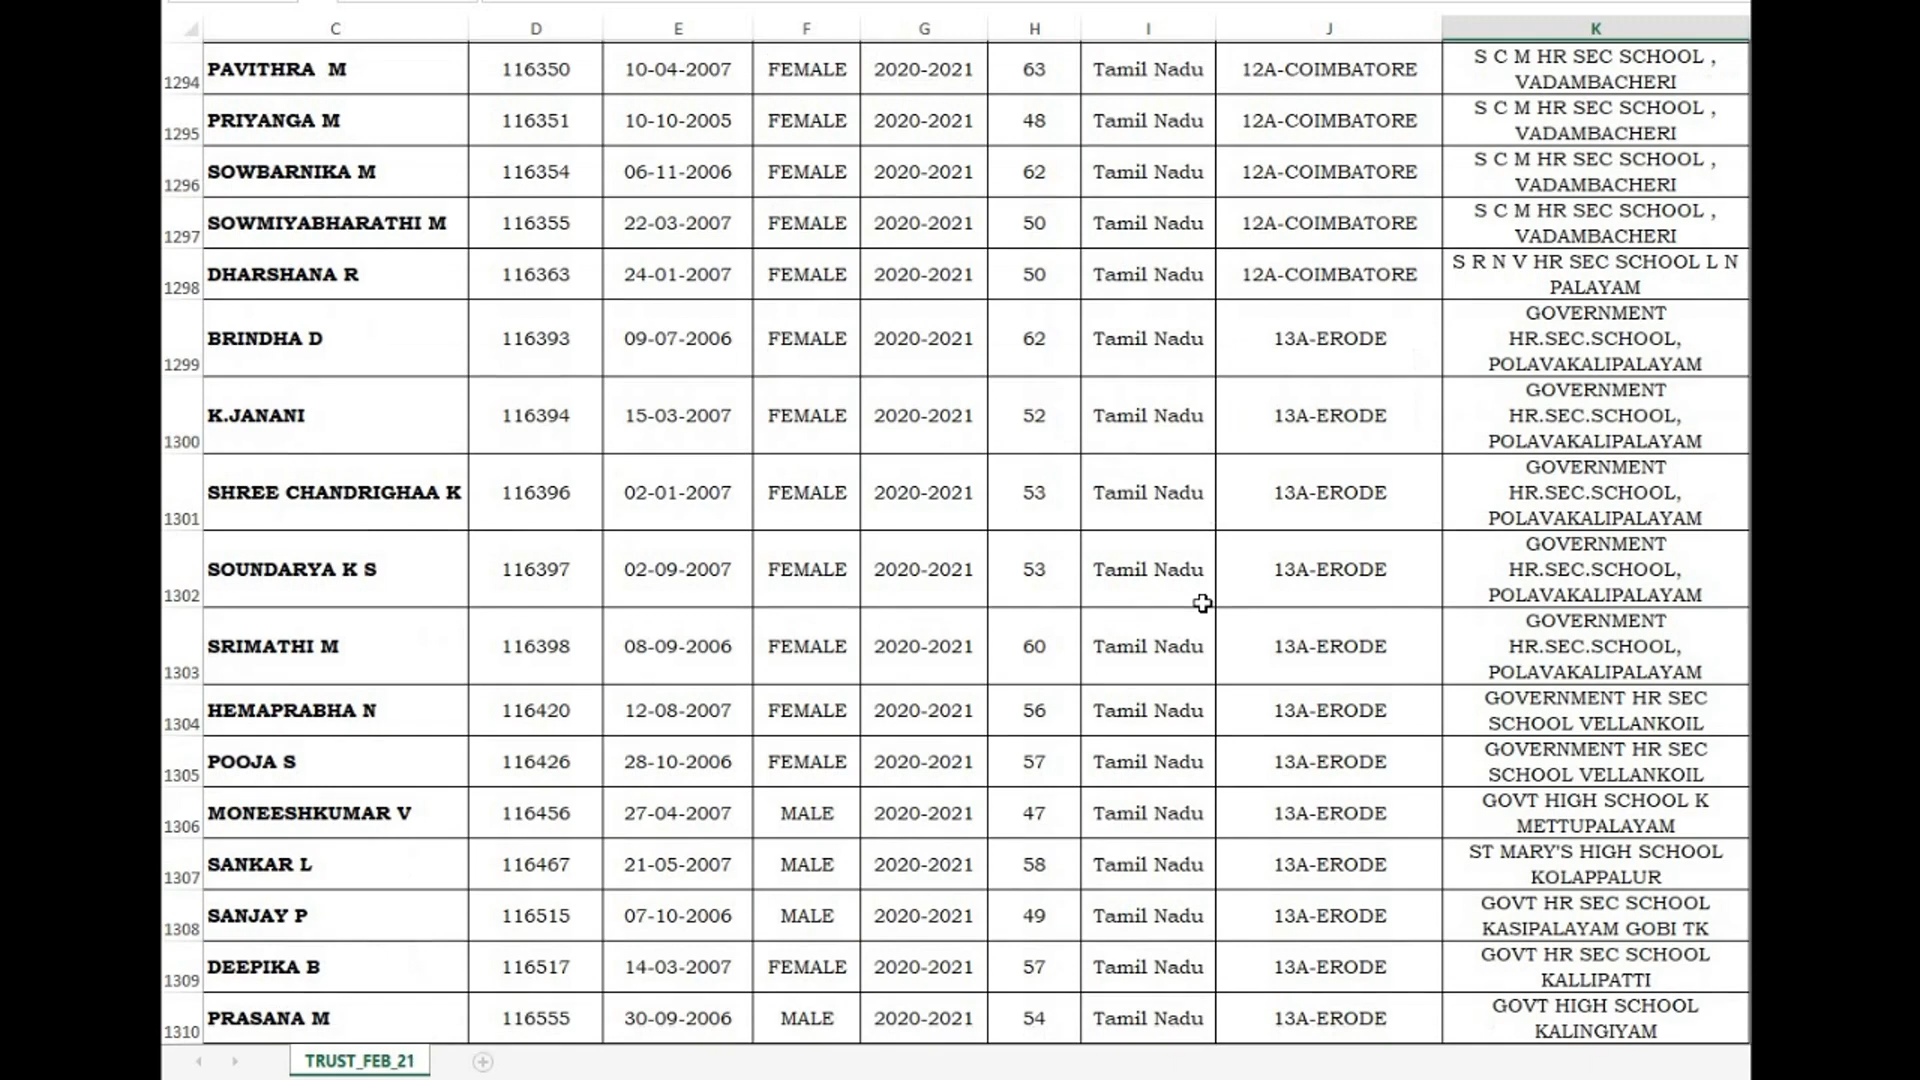 C D E F G H I J K
1294 PAVITHRA  M 116350 10-04-2007 FEMALE 2020-2021 63 Tamil Nadu 12A-COIMBATORE S C M HR SEC SCHOOL ,
VADAMBACHERI
1295 PRIYANGA M 116351 10-10-2005 FEMALE 2020-2021 48 Tamil Nadu 12A-COIMBATORE S C M HR SEC SCHOOL ,
VADAMBACHERI
1296 SOWBARNIKA M 116354 06-11-2006 FEMALE 2020-2021 62 Tamil Nadu 12A-COIMBATORE S C M HR SEC SCHOOL ,
VADAMBACHERI
1297 SOWMIYABHARATHI M 116355 22-03-2007 FEMALE 2020-2021 50 Tamil Nadu 12A-COIMBATORE S C M HR SEC SCHOOL ,
VADAMBACHERI
1298 DHARSHANA R 116363 24-01-2007 FEMALE 2020-2021 50 Tamil Nadu 12A-COIMBATORE S R N V HR SEC SCHOOL L N
PALAYAM
1299 BRINDHA D 116393 09-07-2006 FEMALE 2020-2021 62 Tamil Nadu 13A-ERODE GOVERNMENT
HR.SEC.SCHOOL,
POLAVAKALIPALAYAM
1300 K.JANANI 116394 15-03-2007 FEMALE 2020-2021 52 Tamil Nadu 13A-ERODE GOVERNMENT
HR.SEC.SCHOOL,
POLAVAKALIPALAYAM
1301 SHREE CHANDRIGHAA K 116396 02-01-2007 FEMALE 2020-2021 53 Tamil Nadu 13A-ERODE GOVERNMENT
HR.SEC.SCHOOL,
POLAVAKALIPALAYAM
1302 SOUNDARYA K S 116397 02-09-2007 FEMALE 2020-2021 53 Tamil Nadu 13A-ERODE GOVERNMENT
HR.SEC.SCHOOL,
POLAVAKALIPALAYAM
1303 SRIMATHI M 116398 08-09-2006 FEMALE 2020-2021 60 Tamil Nadu 13A-ERODE GOVERNMENT
HR.SEC.SCHOOL,
POLAVAKALIPALAYAM
1304 HEMAPRABHA N 116420 12-08-2007 FEMALE 2020-2021 56 Tamil Nadu 13A-ERODE GOVERNMENT HR SEC
SCHOOL VELLANKOIL
1305 POOJA S 116426 28-10-2006 FEMALE 2020-2021 57 Tamil Nadu 13A-ERODE GOVERNMENT HR SEC
SCHOOL VELLANKOIL
1306 MONEESHKUMAR V 116456 27-04-2007 MALE 2020-2021 47 Tamil Nadu 13A-ERODE GOVT HIGH SCHOOL K
METTUPALAYAM
1307 SANKAR L 116467 21-05-2007 MALE 2020-2021 58 Tamil Nadu 13A-ERODE ST MARY'S HIGH SCHOOL
KOLAPPALUR
1308 SANJAY P 116515 07-10-2006 MALE 2020-2021 49 Tamil Nadu 13A-ERODE GOVT HR SEC SCHOOL
KASIPALAYAM GOBI TK
1309 DEEPIKA B 116517 14-03-2007 FEMALE 2020-2021 57 Tamil Nadu 13A-ERODE GOVT HR SEC SCHOOL
KALLIPATTI
1310 PRASANA M 116555 30-09-2006 MALE 2020-2021 54 Tamil Nadu 13A-ERODE GOVT HIGH SCHOOL
KALINGIYAM
TRUST_FEB_21